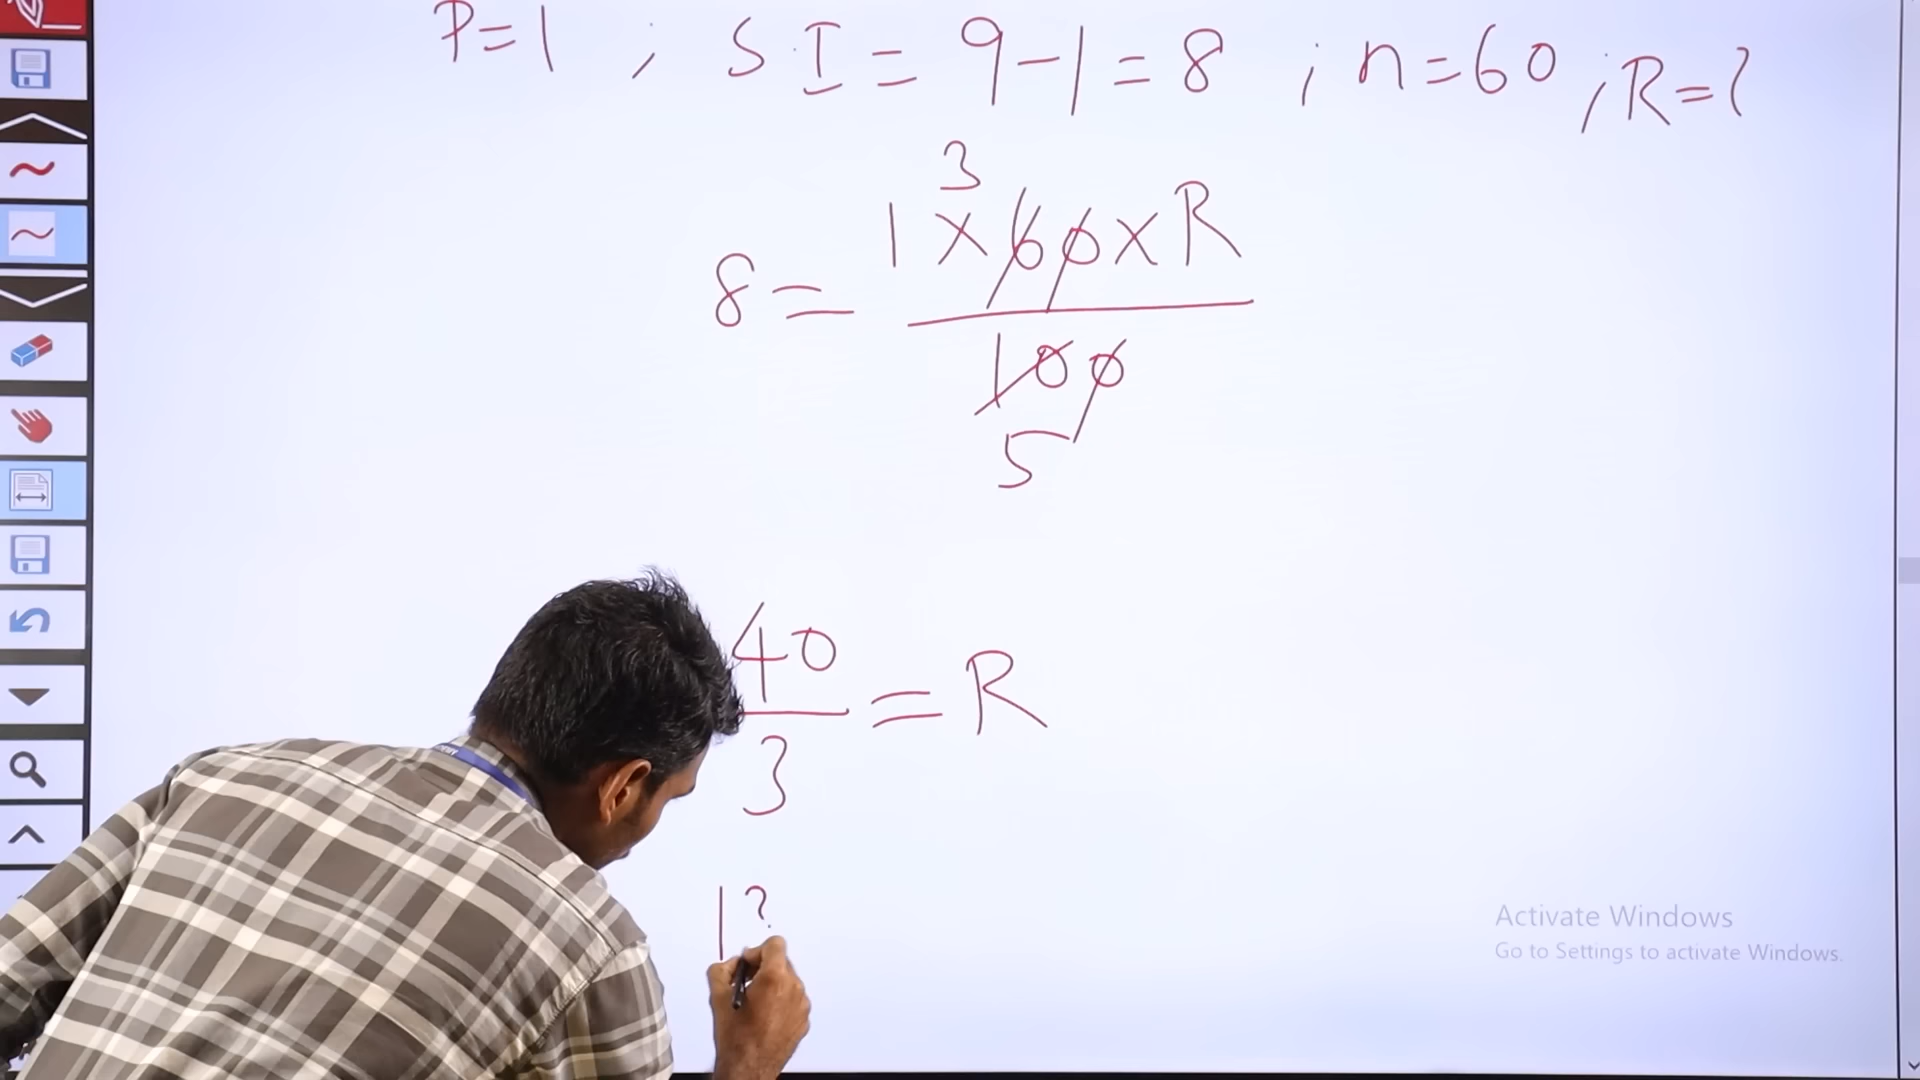 P=1 ; S.I = 9-1 = 8 ; n=60 ; R=?
3
1×60×R
8=
100
5
40
= R
3
1
Activate Windows
Go to Settings to activate Windows.